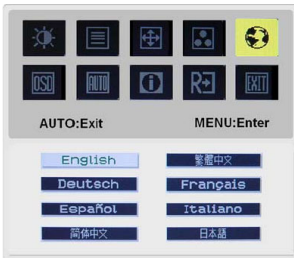 OSD AUTO i R EXIT
AUTO:Exit MENU:Enter
English 繁體中文
Deutsch Français
Español Italiano
简体中文 日本語